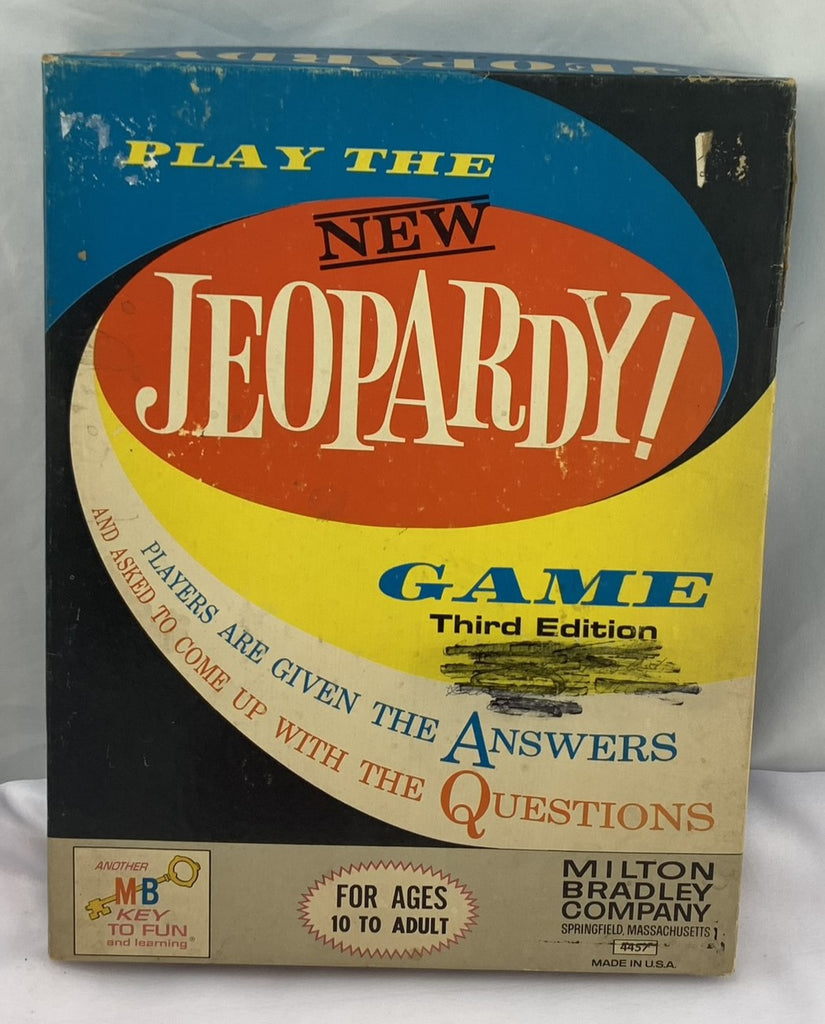 JEOPARDY
PLAY THE
NEW
JEOPARDY!
GAME
Third Edition
PLAYERS ARE GIVEN THE ANSWERS
AND ASKED TO COME UP WITH THE QUESTIONS
ANOTHER
MB
KEY
TO FUN
and learning®
FOR AGES
10 TO ADULT
MILTON
BRADLEY
COMPANY
SPRINGFIELD, MASSACHUSETTS
4457
MADE IN U.S.A.